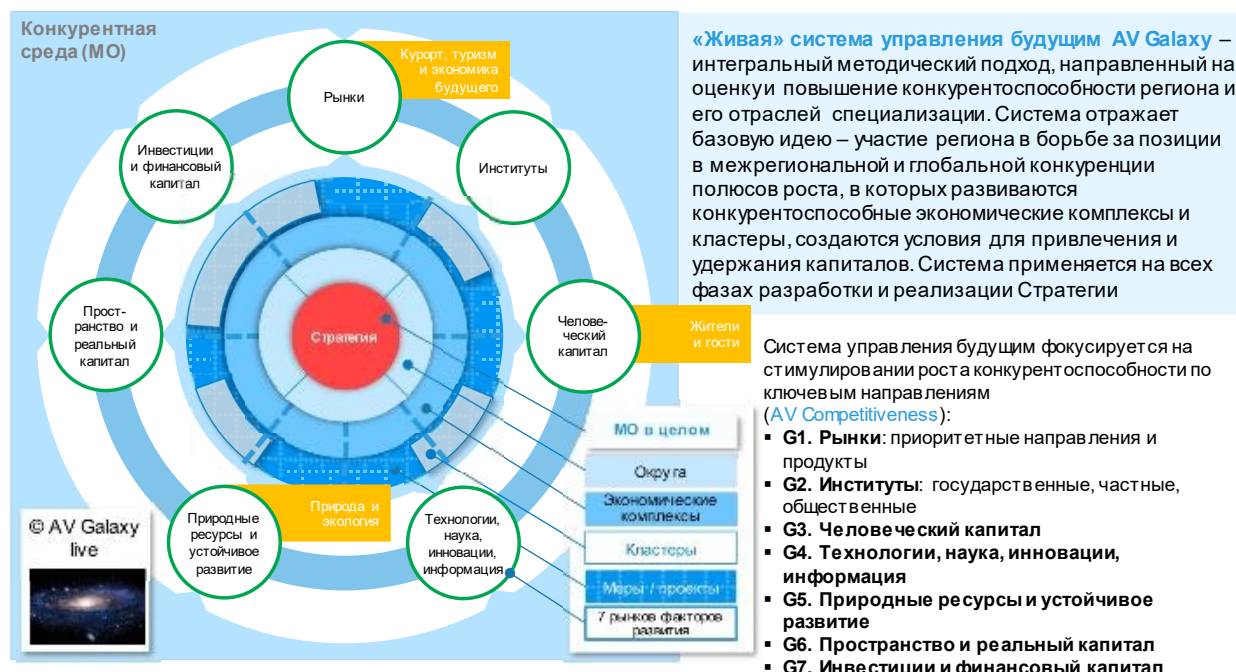 Конкурентная
среда (МО)
Курорт, туризм
и экономика
будущего
Рынки
Инвестиции
и финансовый
капитал
Институты
Прост-
ранство и
реальный
капитал
Стратегия
Челове-
ческий
капитал
Жители
и гости
Природные
ресурсы и
устойчивое
развитие
Природа и
экология
Технологии,
наука,
инновации,
информация
© AV Galaxy
live
МО в целом
Округа
Экономические
комплексы
Кластеры
Меры / проекты
7 рынков факторов
развития
«Живая» система управления будущим AV Galaxy –
интегральный методический подход, направленный на
оценку и повышение конкурентоспособности региона и
его отраслей специализации. Система отражает
базовую идею – участие региона в борьбе за позиции
в межрегиональной и глобальной конкуренции
полюсов роста, в которых развиваются
конкурентоспособные экономические комплексы и
кластеры, создаются условия для привлечения и
удержания капиталов. Система применяется на всех
фазах разработки и реализации Стратегии
Система управления будущим фокусируется на
стимулировании роста конкурентоспособности по
ключевым направлениям
(AV Competitiveness):
▪ G1. Рынки: приоритетные направления и
продукты
▪ G2. Институты: государственные, частные,
общественные
▪ G3. Человеческий капитал
▪ G4. Технологии, наука, инновации,
информация
▪ G5. Природные ресурсы и устойчивое
развитие
▪ G6. Пространство и реальный капитал
▪ G7. Инвестиции и финансовый капитал